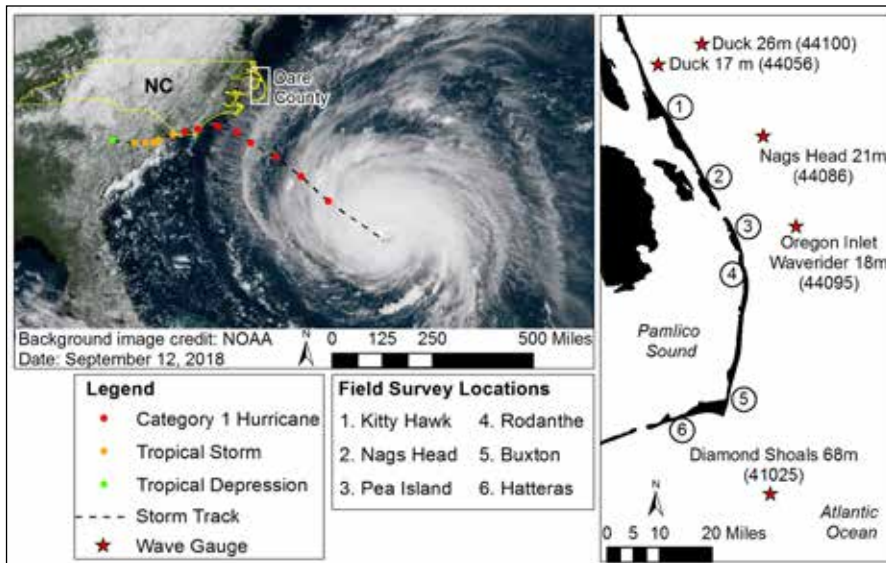 NC
Dare
County
Background image credit: NOAA
Date: September 12, 2018
N
0 125 250 500 Miles
Legend
Category 1 Hurricane
Tropical Storm
Tropical Depression
Storm Track
Wave Gauge
Field Survey Locations
1. Kitty Hawk 4. Rodanthe
2. Nags Head 5. Buxton
3. Pea Island 6. Hatteras
Duck 26m (44100)
Duck 17 m (44056)
1
Nags Head 21m
(44086)
2
3
Oregon Inlet
Waverider 18m
(44095)
4
Pamlico
Sound
5
6
Diamond Shoals 68m
(41025)
N
Atlantic
Ocean
0 5 10 20 Miles